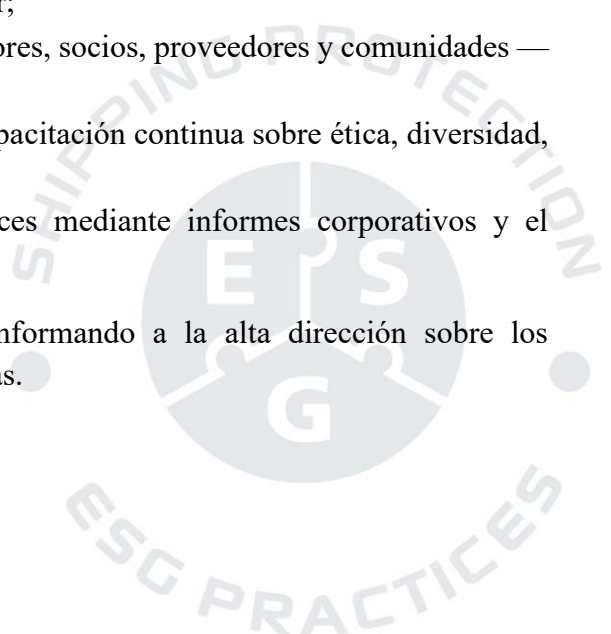 r;
ores, socios, proveedores y comunidades —
pacitación continua sobre ética, diversidad,
ces mediante informes corporativos y el
nformando a la alta dirección sobre los
as.
SHIPPING PROTECTION
E S
G
ESG PRACTICES